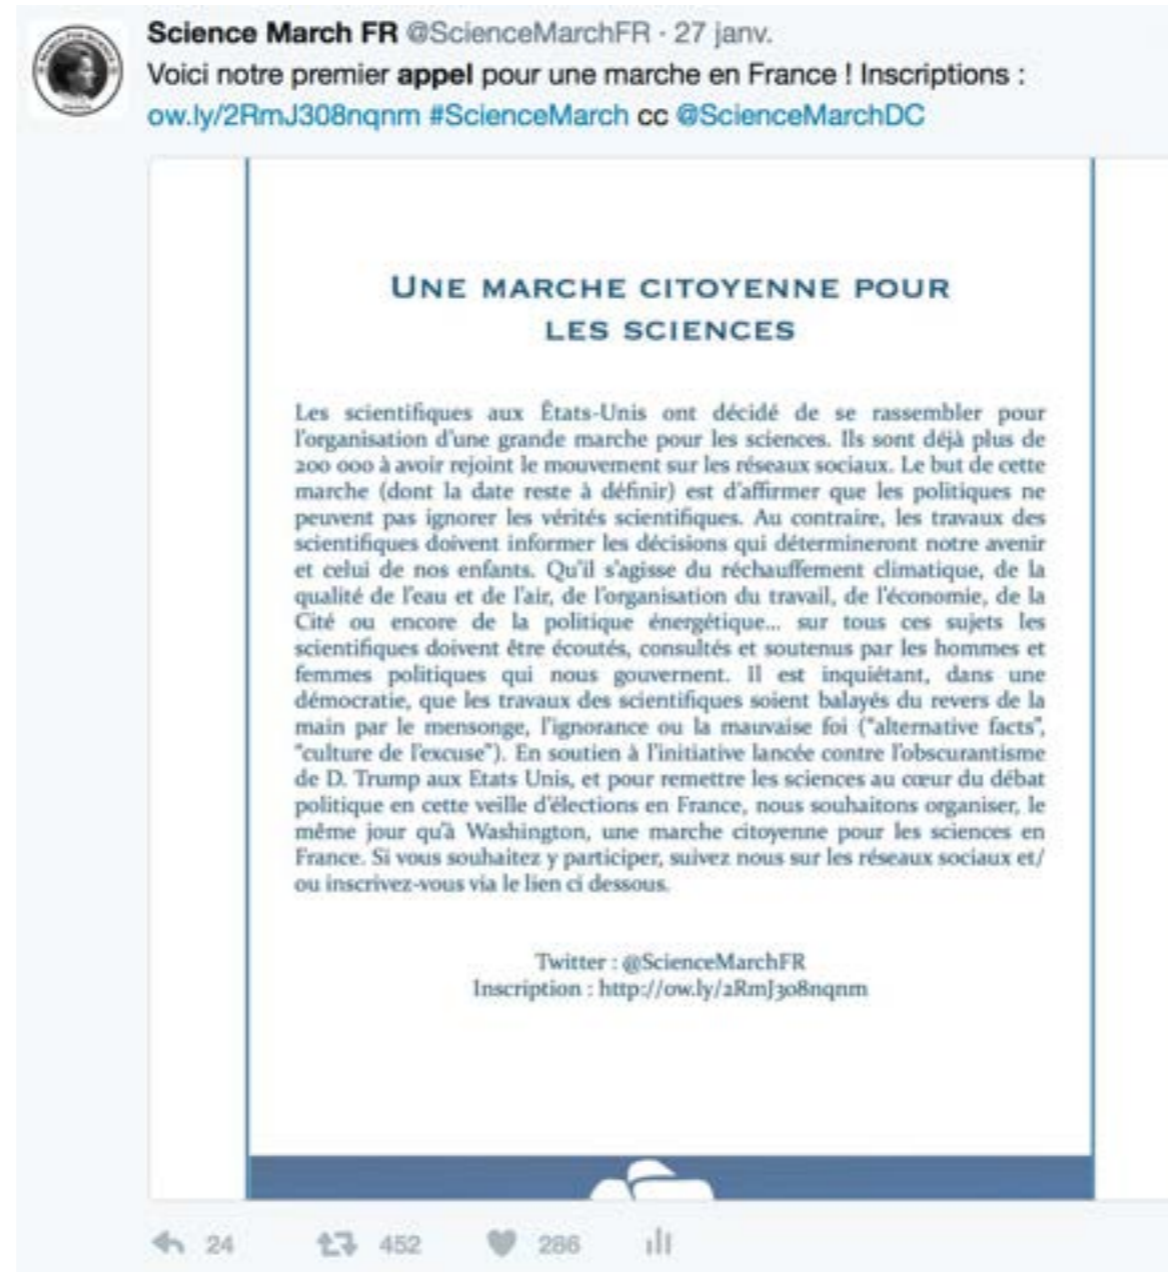 Science March FR @ScienceMarchFR · 27 janv.
Voici notre premier appel pour une marche en France ! Inscriptions :
ow.ly/2RmJ308nqnm #ScienceMarch cc @ScienceMarchDC
UNE MARCHE CITOYENNE POUR
LES SCIENCES
Les scientifiques aux États-Unis ont décidé de se rassembler pour
l'organisation d'une grande marche pour les sciences. Ils sont déjà plus de
200 000 à avoir rejoint le mouvement sur les réseaux sociaux. Le but de cette
marche (dont la date reste à définir) est d'affirmer que les politiques ne
peuvent pas ignorer les vérités scientifiques. Au contraire, les travaux des
scientifiques doivent informer les décisions qui détermineront notre avenir
et celui de nos enfants. Qu'il s'agisse du réchauffement climatique, de la
qualité de l'eau et de l'air, de l'organisation du travail, de l'économie, de la
Cité ou encore de la politique énergétique... sur tous ces sujets les
scientifiques doivent être écoutés, consultés et soutenus par les hommes et
femmes politiques qui nous gouvernent. Il est inquiétant, dans une
démocratie, que les travaux des scientifiques soient balayés du revers de la
main par le mensonge, l'ignorance ou la mauvaise foi ("alternative facts",
"culture de l'excuse"). En soutien à l'initiative lancée contre l'obscurantisme
de D. Trump aux Etats Unis, et pour remettre les sciences au cœur du débat
politique en cette veille d'élections en France, nous souhaitons organiser, le
même jour qu'à Washington, une marche citoyenne pour les sciences en
France. Si vous souhaitez y participer, suivez nous sur les réseaux sociaux et/
ou inscrivez-vous via le lien ci dessous.
Twitter : @ScienceMarchFR
Inscription : http://ow.ly/2RmJ308nqnm
24 452 286